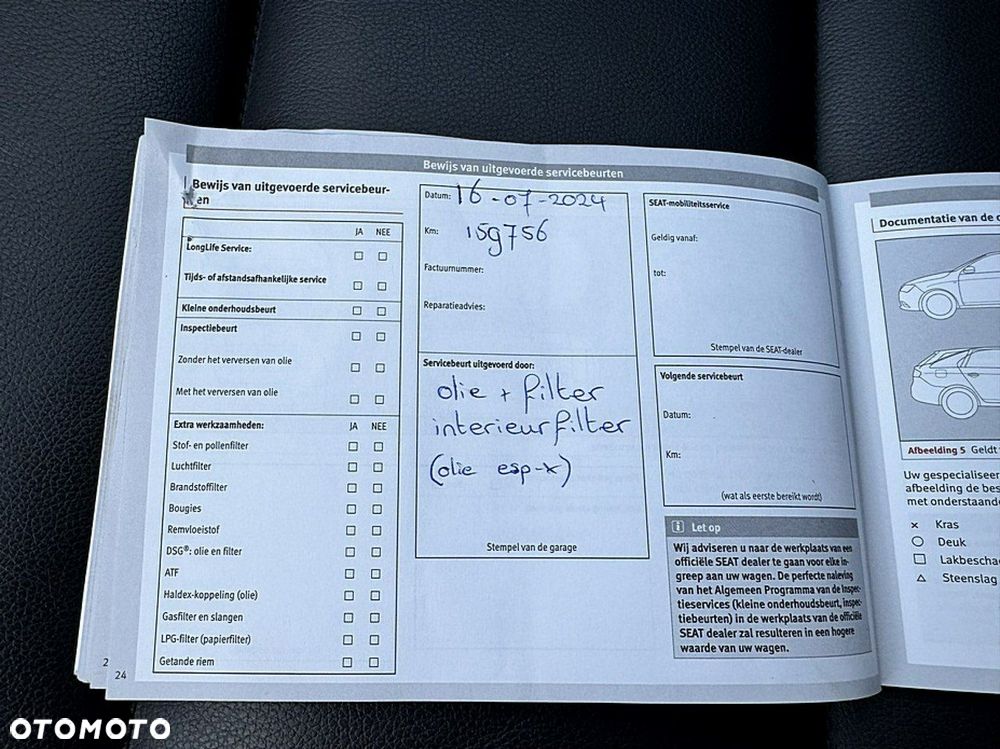 Bewijs van uitgevoerde servicebeurten
Bewijs van uitgevoerde servicebeur-
en
JA NEE
LongLife Service:
Tijds- of afstandsafhankelijke service
Kleine onderhoudsbeurt
Inspectiebeurt
Zonder het verversen van olie
Met het verversen van olie
Extra werkzaamheden: JA NEE
Stof- en pollenfilter
Luchtfilter
Brandstoffilter
Bougies
Remvloeistof
DSG®: olie en filter
ATF
Haldex-koppeling (olie)
Gasfilter en slangen
LPG-filter (papierfilter)
Getande riem
Datum: 16-07-2024
Km: 159756
Factuurnummer:
Reparatieadvies:
Servicebeurt uitgevoerd door:
olie + filter
interieurfilter
(olie esp-x)
Stempel van de garage
SEAT-mobiliteitsservice
Geldig vanaf:
tot:
Stempel van de SEAT-dealer
Volgende servicebeurt
Datum:
Km:
(wat als eerste bereikt wordt)
i Let op
Wij adviseren u naar de werkplaats van een
officiële SEAT dealer te gaan voor elke in-
greep aan uw wagen. De perfecte naleving
van het Algemeen Programma van de Inspec-
tieservices (kleine onderhoudsbeurt, inspec-
tiebeurten) in de werkplaats van de officiële
SEAT dealer zal resulteren in een hogere
waarde van uw wagen.
Documentatie van de
Afbeelding 5 Geldt
Uw gespecialiseer
afbeelding de bes
met onderstaande
× Kras
Deuk
Lakbescha
Steenslag
2
24
OTOMOTO